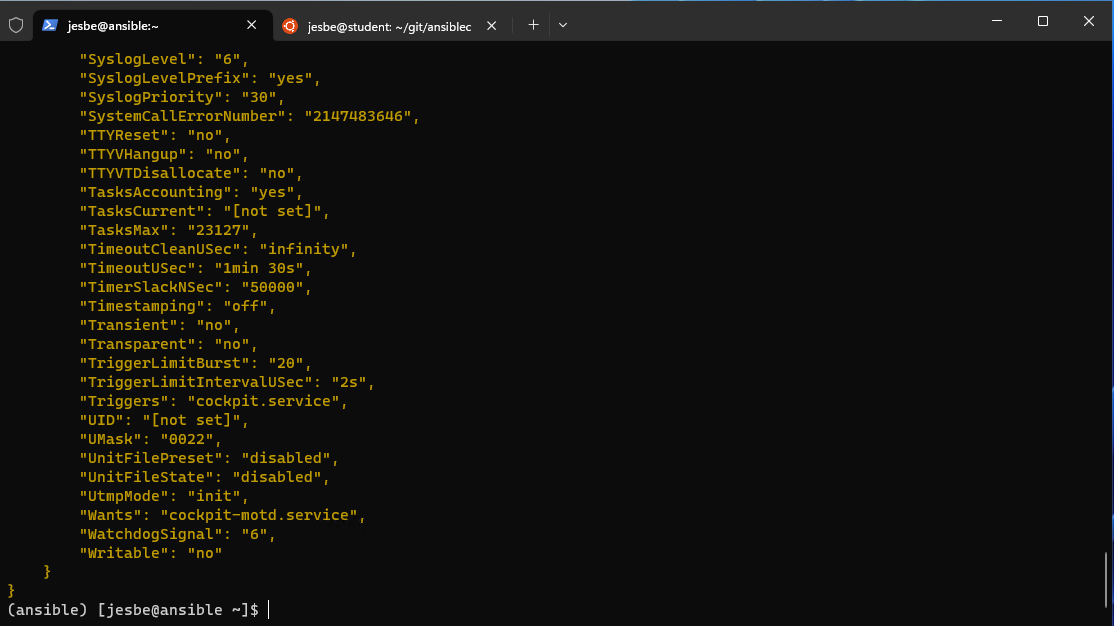 jesbe@ansible:~
jesbe@student: ~/git/ansiblec
"SyslogLevel": "6",
"SyslogLevelPrefix": "yes",
"SyslogPriority": "30",
"SystemCallErrorNumber": "2147483646",
"TTYReset": "no",
"TTYVHangup": "no",
"TTYVTDisallocate": "no",
"TasksAccounting": "yes",
"TasksCurrent": "[not set]",
"TasksMax": "23127",
"TimeoutCleanUSec": "infinity",
"TimeoutUSec": "1min 30s",
"TimerSlackNSec": "50000",
"Timestamping": "off",
"Transient": "no",
"Transparent": "no",
"TriggerLimitBurst": "20",
"TriggerLimitIntervalUSec": "2s",
"Triggers": "cockpit.service",
"UID": "[not set]",
"UMask": "0022",
"UnitFilePreset": "disabled",
"UnitFileState": "disabled",
"UtmpMode": "init",
"Wants": "cockpit-motd.service",
"WatchdogSignal": "6",
"Writable": "no"
}
}
(ansible) [jesbe@ansible ~]$